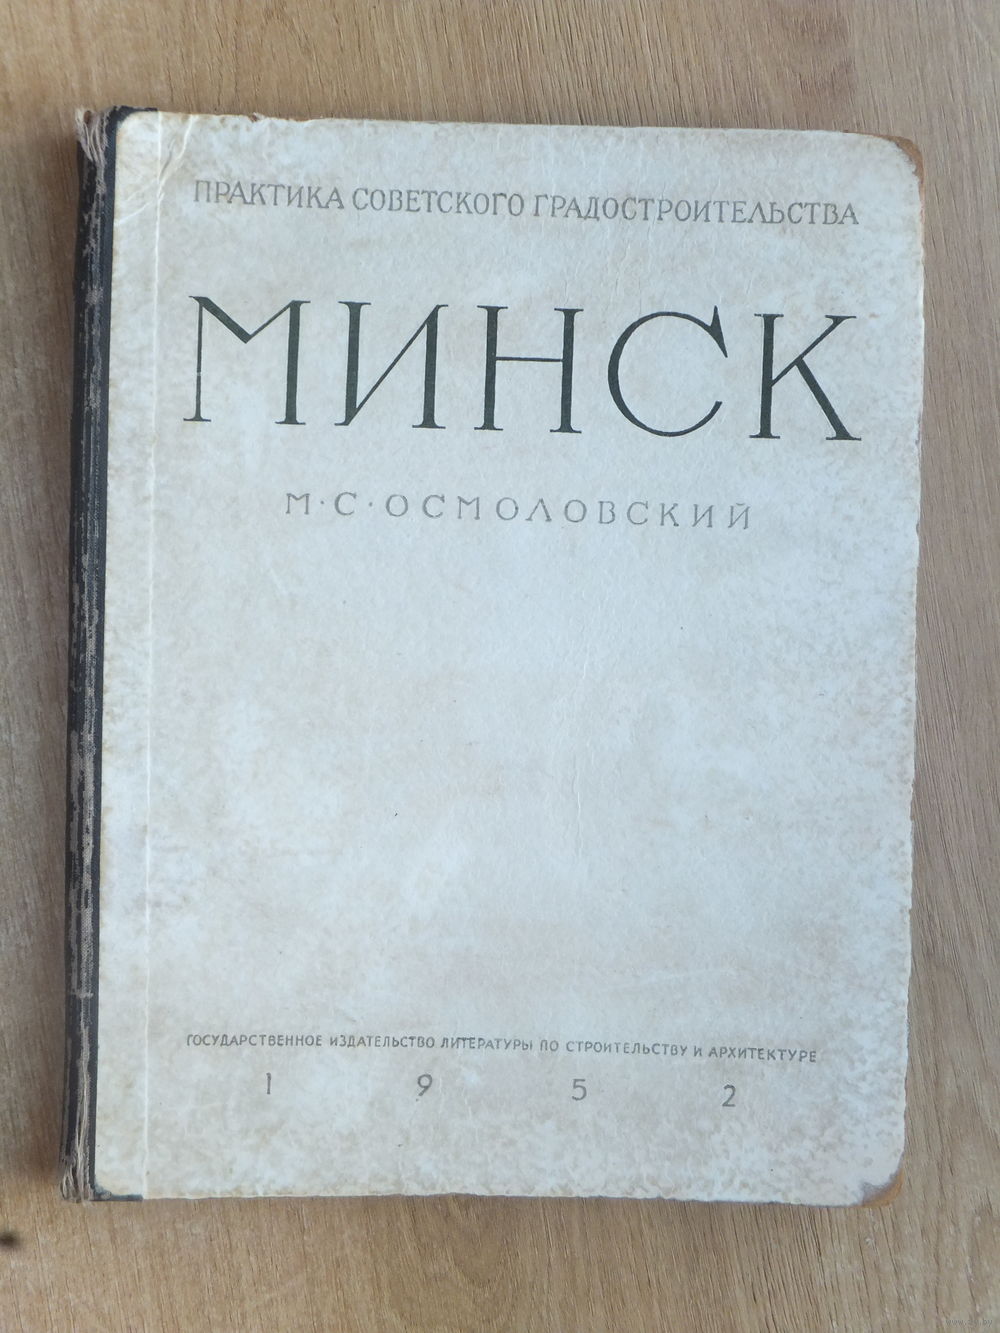 ПРАКТИКА СОВЕТСКОГО ГРАДОСТРОИТЕЛЬСТВА
МИНСК
М·С·ОСМОЛОВСКИЙ
ГОСУДАРСТВЕННОЕ ИЗДАТЕЛЬСТВО ЛИТЕРАТУРЫ ПО СТРОИТЕЛЬСТВУ И АРХИТЕКТУРЕ
1 9 5 2